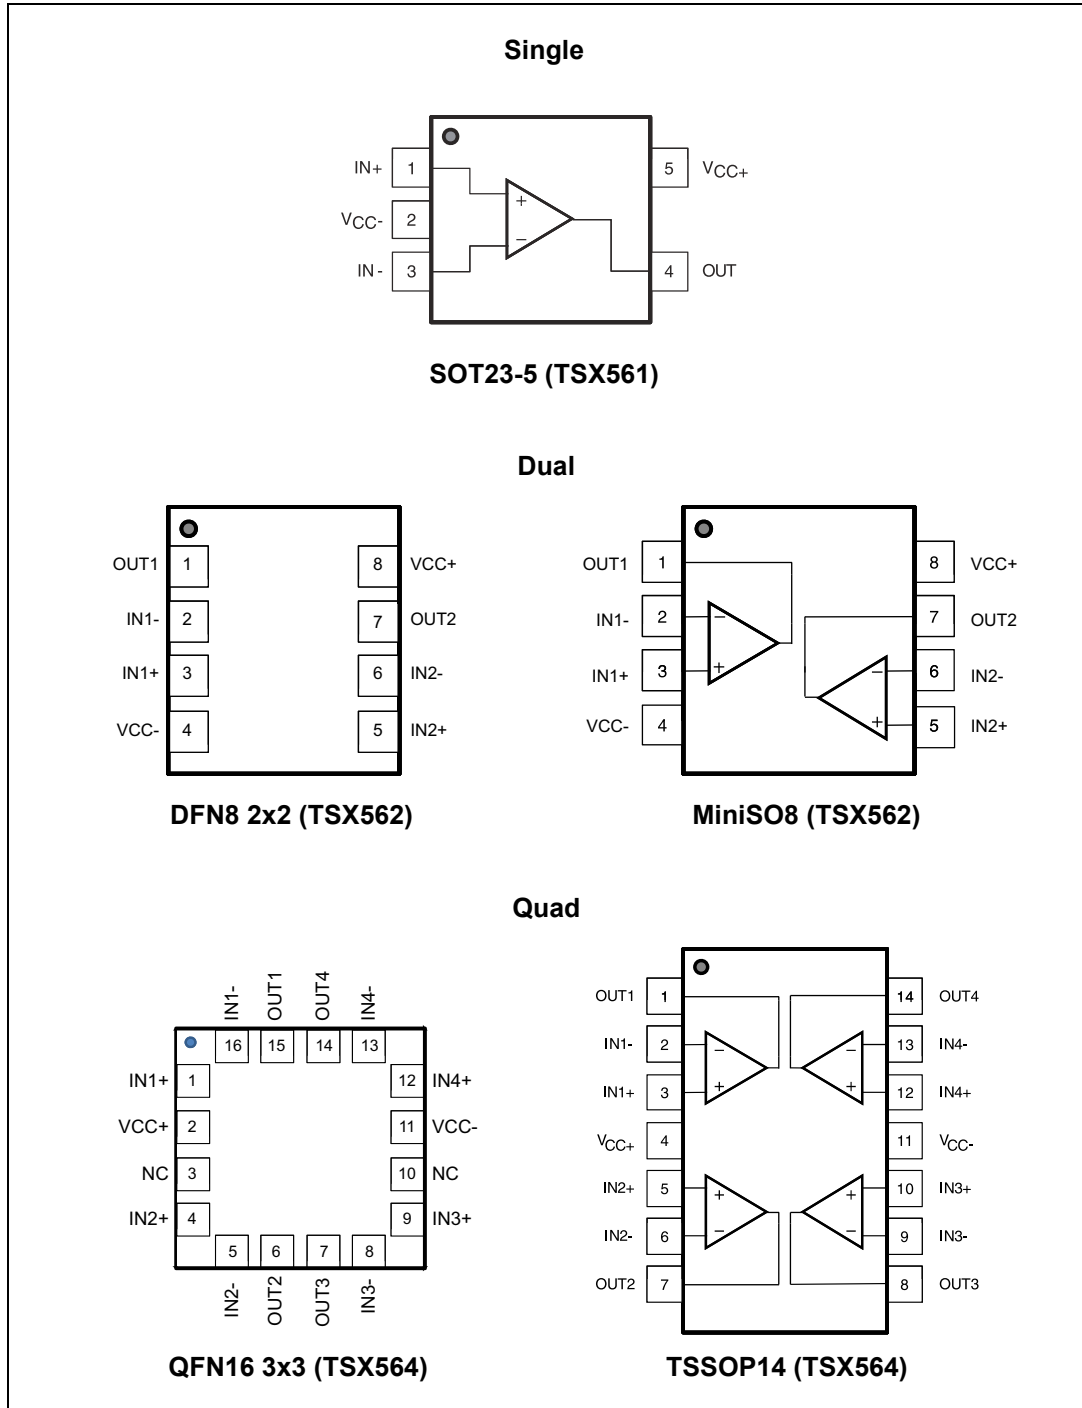 Single
IN+ 1 5 VCC+
VCC- 2
IN - 3 4 OUT
+
−
SOT23-5 (TSX561)
Dual
OUT1 1 8 VCC+
IN1- 2 7 OUT2
IN1+ 3 6 IN2-
VCC- 4 5 IN2+
DFN8 2x2 (TSX562)
OUT1 1 8 VCC+
IN1- 2 − 7 OUT2
IN1+ 3 + − 6 IN2-
VCC- 4 + 5 IN2+
MiniSO8 (TSX562)
Quad
IN1- OUT1 OUT4 IN4-
16 15 14 13
IN1+ 1 12 IN4+
VCC+ 2 11 VCC-
NC 3 10 NC
IN2+ 4 9 IN3+
5 6 7 8
IN2- OUT2 OUT3 IN3-
QFN16 3x3 (TSX564)
OUT1 1 14 OUT4
IN1- 2 − − 13 IN4-
IN1+ 3 + + 12 IN4+
VCC+ 4 11 VCC-
IN2+ 5 + + 10 IN3+
IN2- 6 − − 9 IN3-
OUT2 7 8 OUT3
TSSOP14 (TSX564)